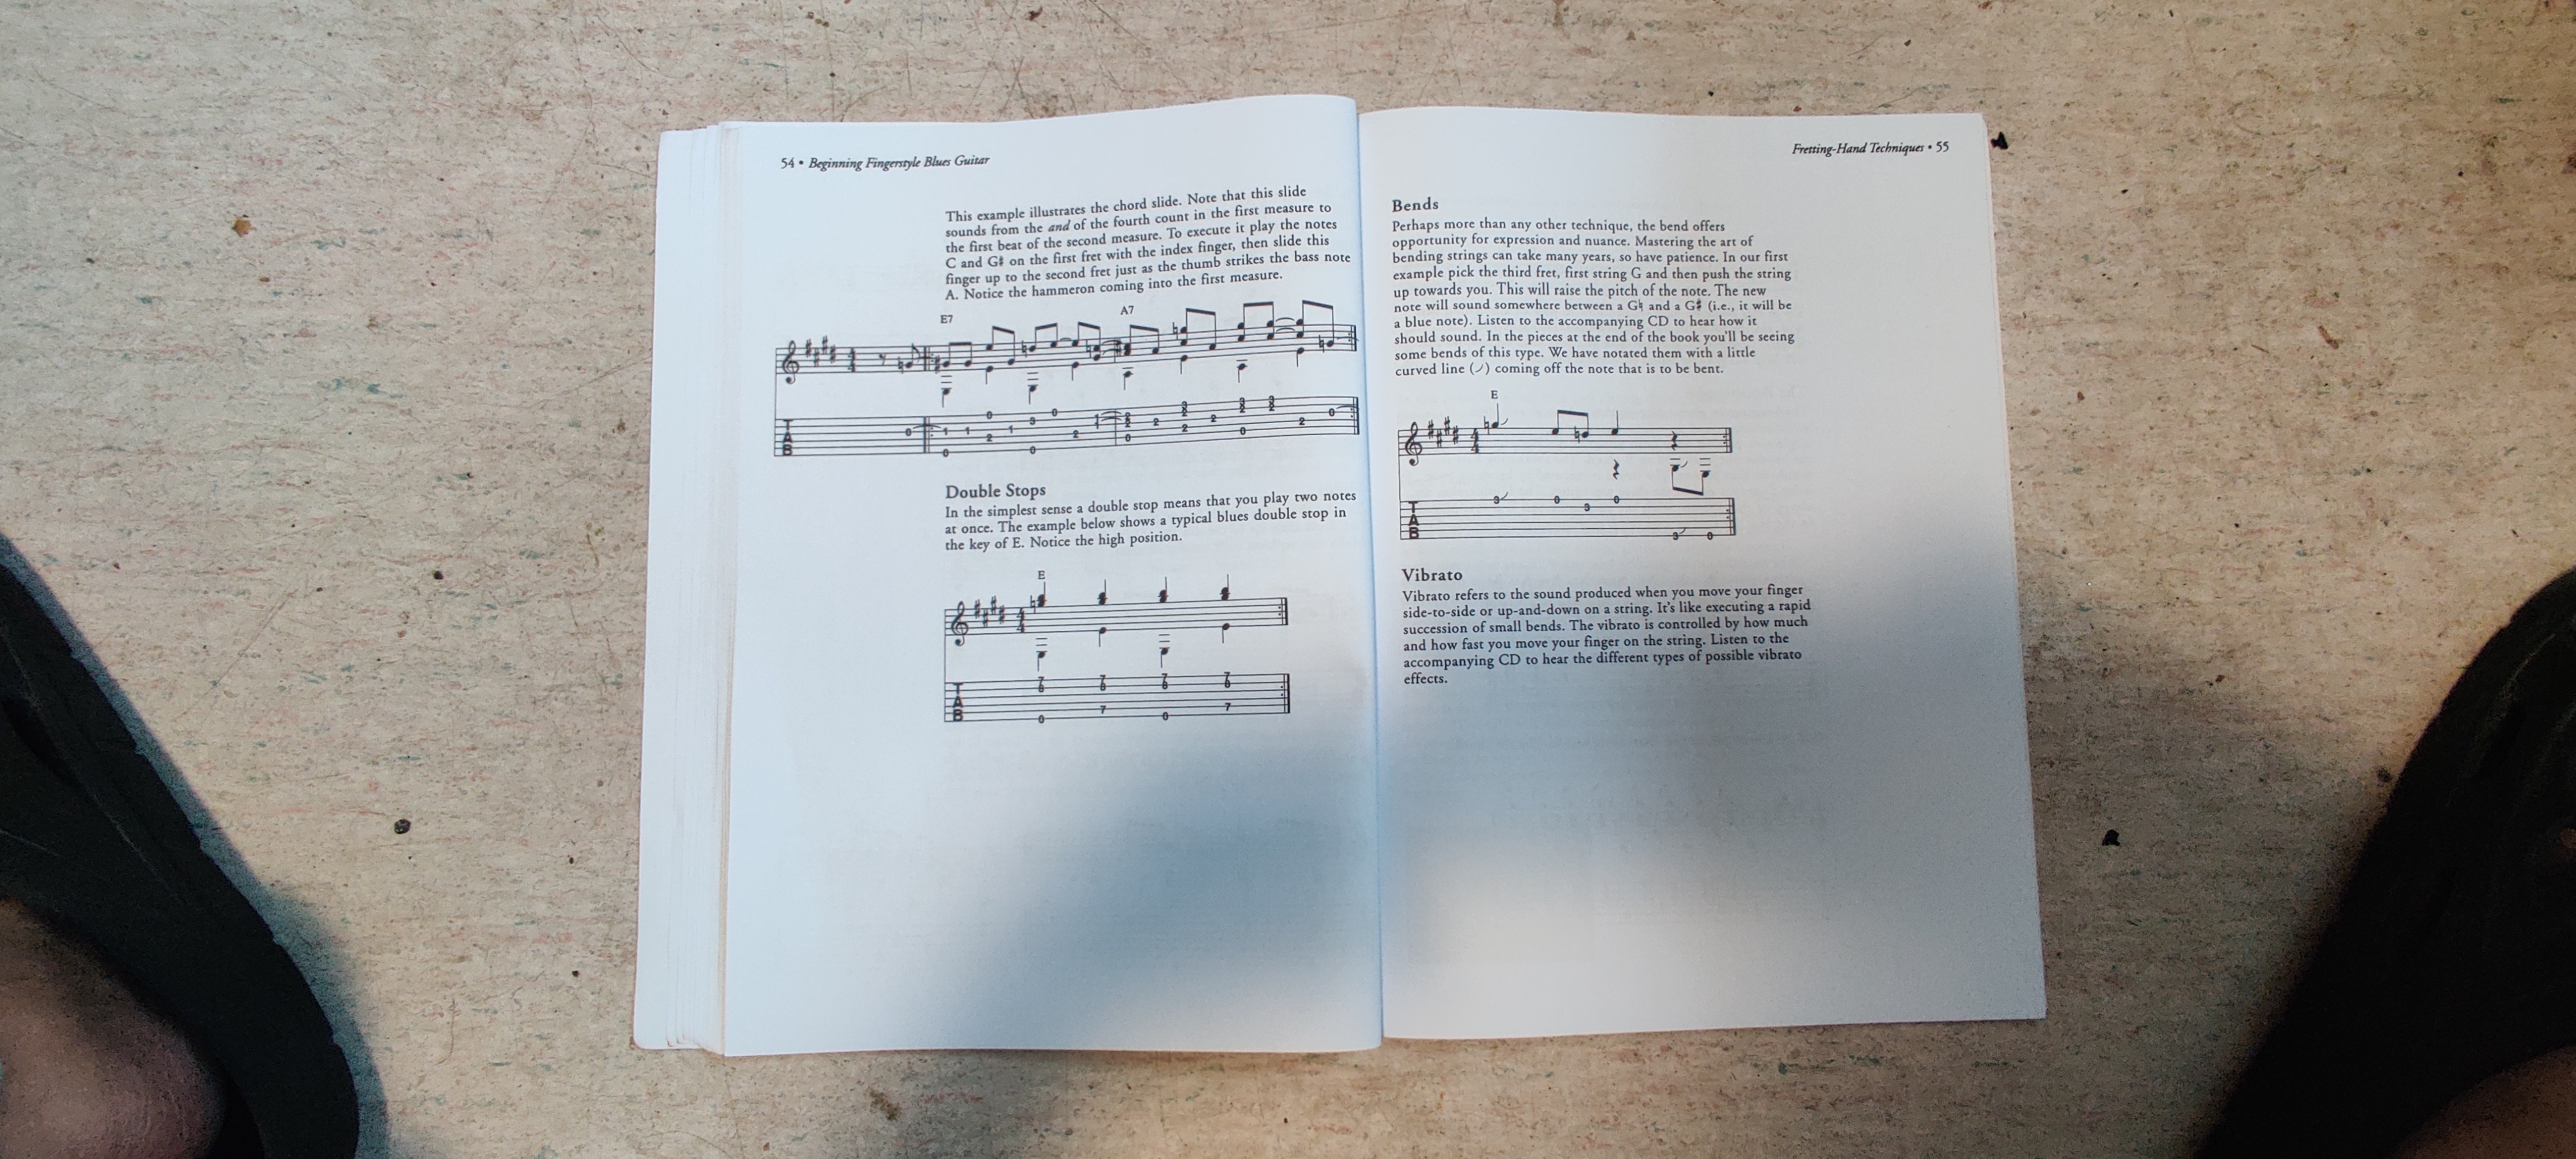 54 • Beginning Fingerstyle Blues Guitar
This example illustrates the chord slide. Note that this slide
sounds from the and of the fourth count in the first measure to
the first beat of the second measure. To execute it play the notes
C and G♯ on the first fret with the index finger, then slide this
finger up to the second fret just as the thumb strikes the bass note
A. Notice the hammeron coming into the first measure.
E7 A7
T
A
B
Double Stops
In the simplest sense a double stop means that you play two notes
at once. The example below shows a typical blues double stop in
the key of E. Notice the high position.
E
T
A
B
Fretting-Hand Techniques • 55
Bends
Perhaps more than any other technique, the bend offers
opportunity for expression and nuance. Mastering the art of
bending strings can take many years, so have patience. In our first
example pick the third fret, first string G and then push the string
up towards you. This will raise the pitch of the note. The new
note will sound somewhere between a G♮ and a G♯ (i.e., it will be
a blue note). Listen to the accompanying CD to hear how it
should sound. In the pieces at the end of the book you'll be seeing
some bends of this type. We have notated them with a little
curved line (⌣) coming off the note that is to be bent.
E
T
A
B
Vibrato
Vibrato refers to the sound produced when you move your finger
side-to-side or up-and-down on a string. It's like executing a rapid
succession of small bends. The vibrato is controlled by how much
and how fast you move your finger on the string. Listen to the
accompanying CD to hear the different types of possible vibrato
effects.